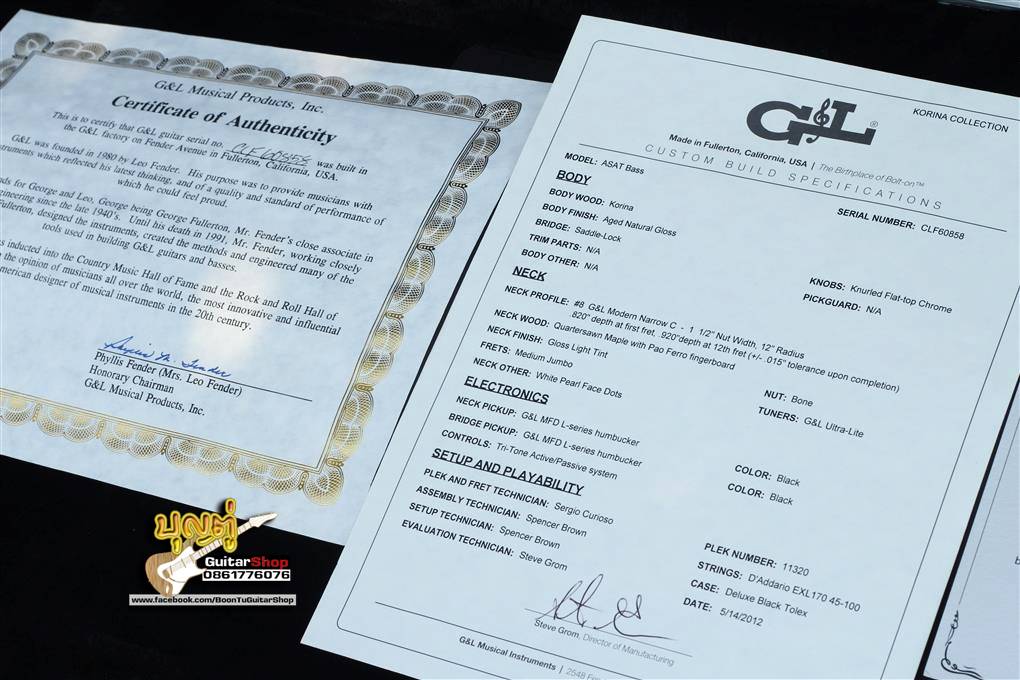 G&L Musical Products, Inc.
Certificate of Authenticity
This is to certify that G&L guitar serial no. was built in
the G&L factory on Fender Avenue in Fullerton, California, USA.
G&L was founded in 1980 by Leo Fender. His purpose was to provide musicians with
truments which reflected his latest thinking, and of a quality and standard of performance of
which he could feel proud.
nds for George and Leo, George being George Fullerton, Mr. Fender's close associate in
gineering since the late 1940's. Until his death in 1991, Mr. Fender, working closely
Fullerton, designed the instruments, created the methods and engineered many of the
tools used in building G&L guitars and basses.
s inducted into the Country Music Hall of Fame and the Rock and Roll Hall of
the opinion of musicians all over the world, the most innovative and influential
merican designer of musical instruments in the 20th century.
Phyllis Fender (Mrs. Leo Fender)
Honorary Chairman
G&L Musical Products, Inc.
KORINA COLLECTION
G&L®
Made in Fullerton, California, USA | The Birthplace of Bolt-on™
CUSTOM BUILD SPECIFICATIONS
MODEL: ASAT Bass
SERIAL NUMBER: CLF60858
BODY
BODY WOOD: Korina
BODY FINISH: Aged Natural Gloss
BRIDGE: Saddle-Lock
KNOBS: Knurled Flat-top Chrome
TRIM PARTS: N/A
PICKGUARD: N/A
BODY OTHER: N/A
NECK
NECK PROFILE: #8 G&L Modern Narrow C - 1 1/2" Nut Width, 12" Radius
.820" depth at first fret, .920"depth at 12th fret (+/- .015" tolerance upon completion)
NECK WOOD: Quartersawn Maple with Pao Ferro fingerboard
NECK FINISH: Gloss Light Tint
NUT: Bone
FRETS: Medium Jumbo
TUNERS: G&L Ultra-Lite
NECK OTHER: White Pearl Face Dots
ELECTRONICS
NECK PICKUP: G&L MFD L-series humbucker
COLOR: Black
BRIDGE PICKUP: G&L MFD L-series humbucker
COLOR: Black
CONTROLS: Tri-Tone Active/Passive system
SETUP AND PLAYABILITY
PLEK AND FRET TECHNICIAN: Sergio Curioso
PLEK NUMBER: 11320
ASSEMBLY TECHNICIAN: Spencer Brown
STRINGS: D'Addario EXL170 45-100
SETUP TECHNICIAN: Spencer Brown
CASE: Deluxe Black Tolex
EVALUATION TECHNICIAN: Steve Grom
DATE: 5/14/2012
Steve Grom, Director of Manufacturing
G&L Musical Instruments | 2548
บุญตู่
GuitarShop
0861776076
www.facebook.com/BoonTuGuitarShop